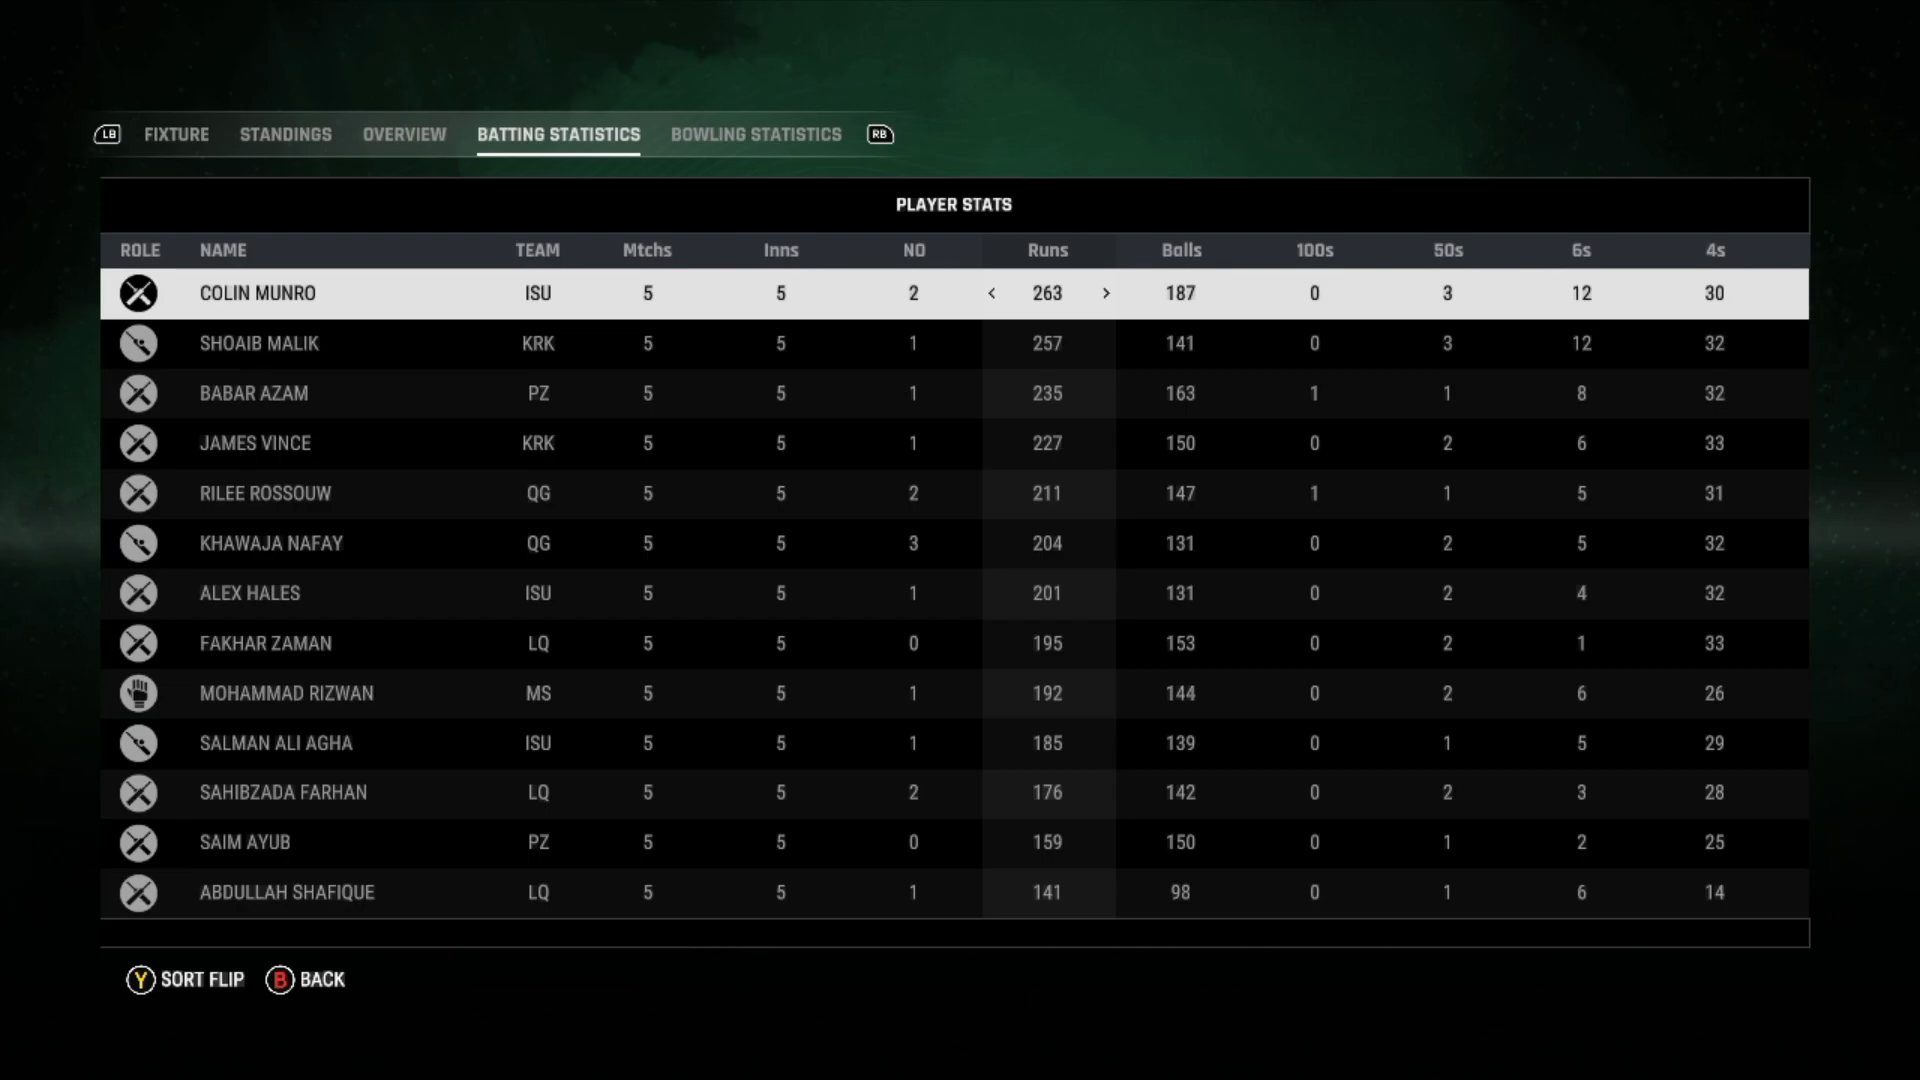 LB FIXTURE STANDINGS OVERVIEW BATTING STATISTICS BOWLING STATISTICS RB
PLAYER STATS
ROLE NAME TEAM Mtchs Inns NO Runs Balls 100s 50s 6s 4s
COLIN MUNRO ISU 5 5 2 < 263 > 187 0 3 12 30
SHOAIB MALIK KRK 5 5 1 257 141 0 3 12 32
BABAR AZAM PZ 5 5 1 235 163 1 1 8 32
JAMES VINCE KRK 5 5 1 227 150 0 2 6 33
RILEE ROSSOUW QG 5 5 2 211 147 1 1 5 31
KHAWAJA NAFAY QG 5 5 3 204 131 0 2 5 32
ALEX HALES ISU 5 5 1 201 131 0 2 4 32
FAKHAR ZAMAN LQ 5 5 0 195 153 0 2 1 33
MOHAMMAD RIZWAN MS 5 5 1 192 144 0 2 6 26
SALMAN ALI AGHA ISU 5 5 1 185 139 0 1 5 29
SAHIBZADA FARHAN LQ 5 5 2 176 142 0 2 3 28
SAIM AYUB PZ 5 5 0 159 150 0 1 2 25
ABDULLAH SHAFIQUE LQ 5 5 1 141 98 0 1 6 14
Y SORT FLIP B BACK